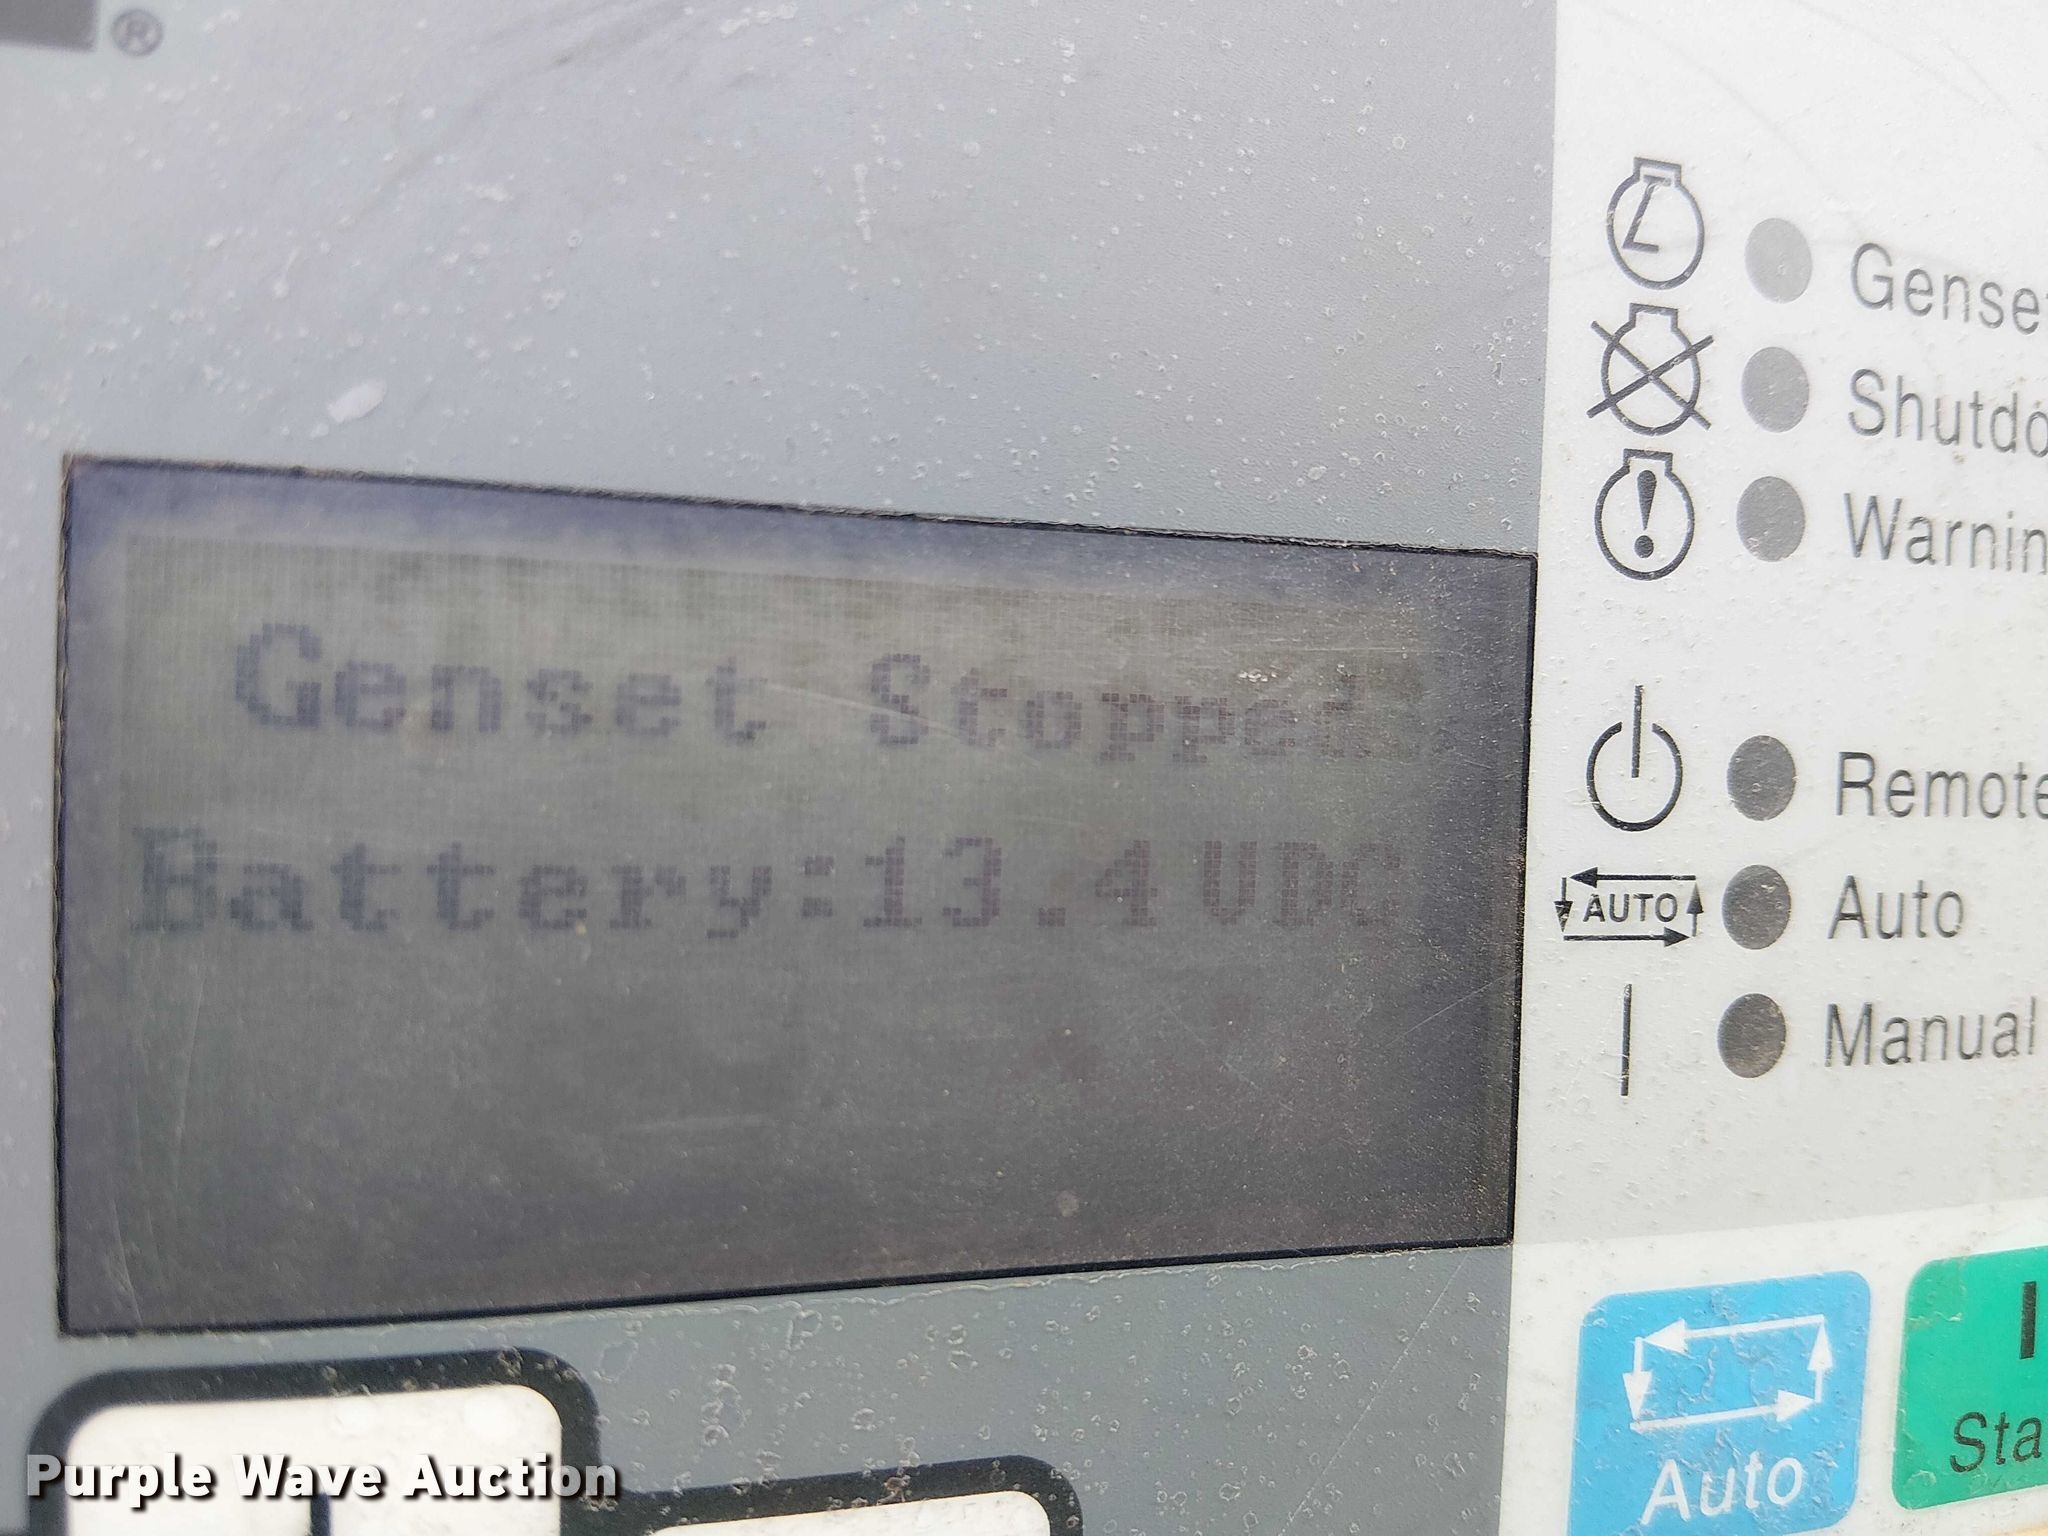 ®
Genset Stopped
Battery:13.4VDC
Genset
Shutdo
Warnin
Remote
AUTO
Auto
Manual
Auto
Sta
Purple Wave Auction